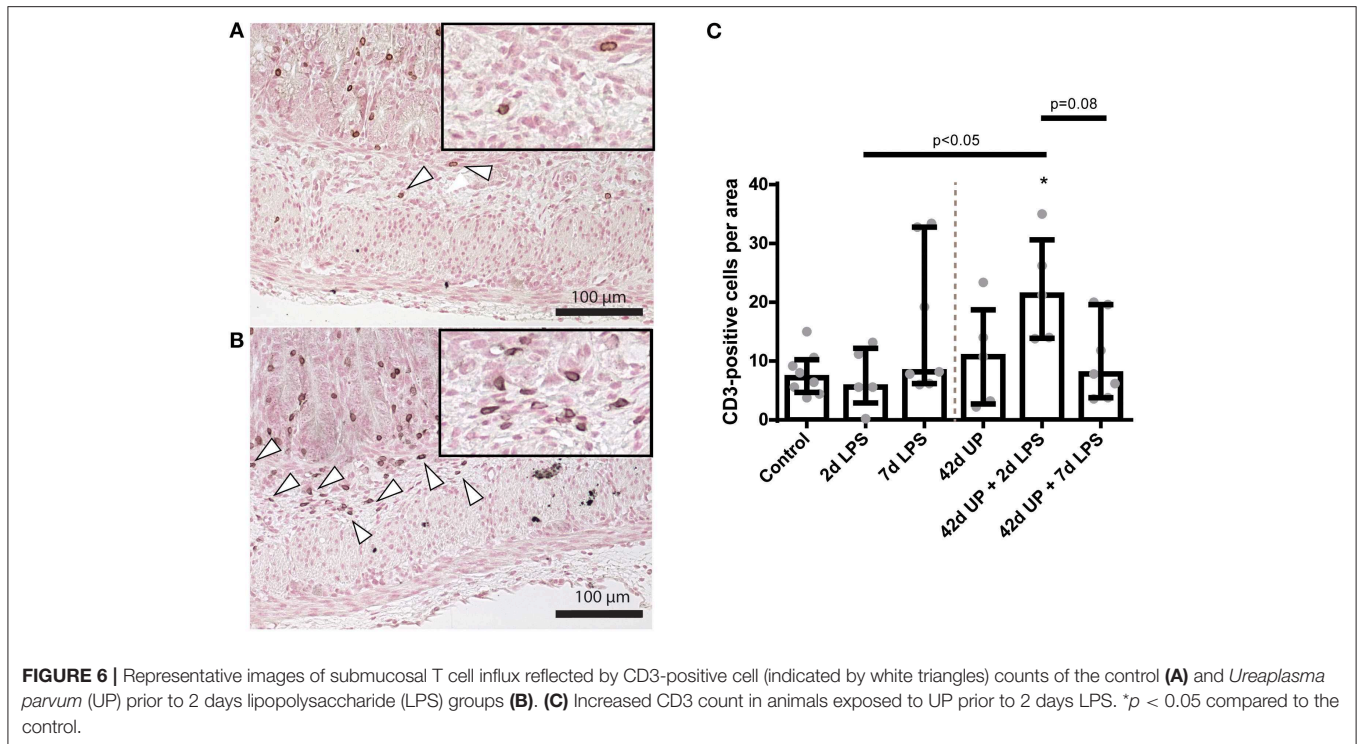 A
100 µm
B
100 µm
C
p=0.08
p<0.05
*
CD3-positive cells per area
40
30
20
10
0
Control
2d LPS
7d LPS
42d UP
42d UP + 2d LPS
42d UP + 7d LPS
FIGURE 6 | Representative images of submucosal T cell influx reflected by CD3-positive cell (indicated by white triangles) counts of the control (A) and Ureaplasma
parvum (UP) prior to 2 days lipopolysaccharide (LPS) groups (B). (C) Increased CD3 count in animals exposed to UP prior to 2 days LPS. *p < 0.05 compared to the
control.